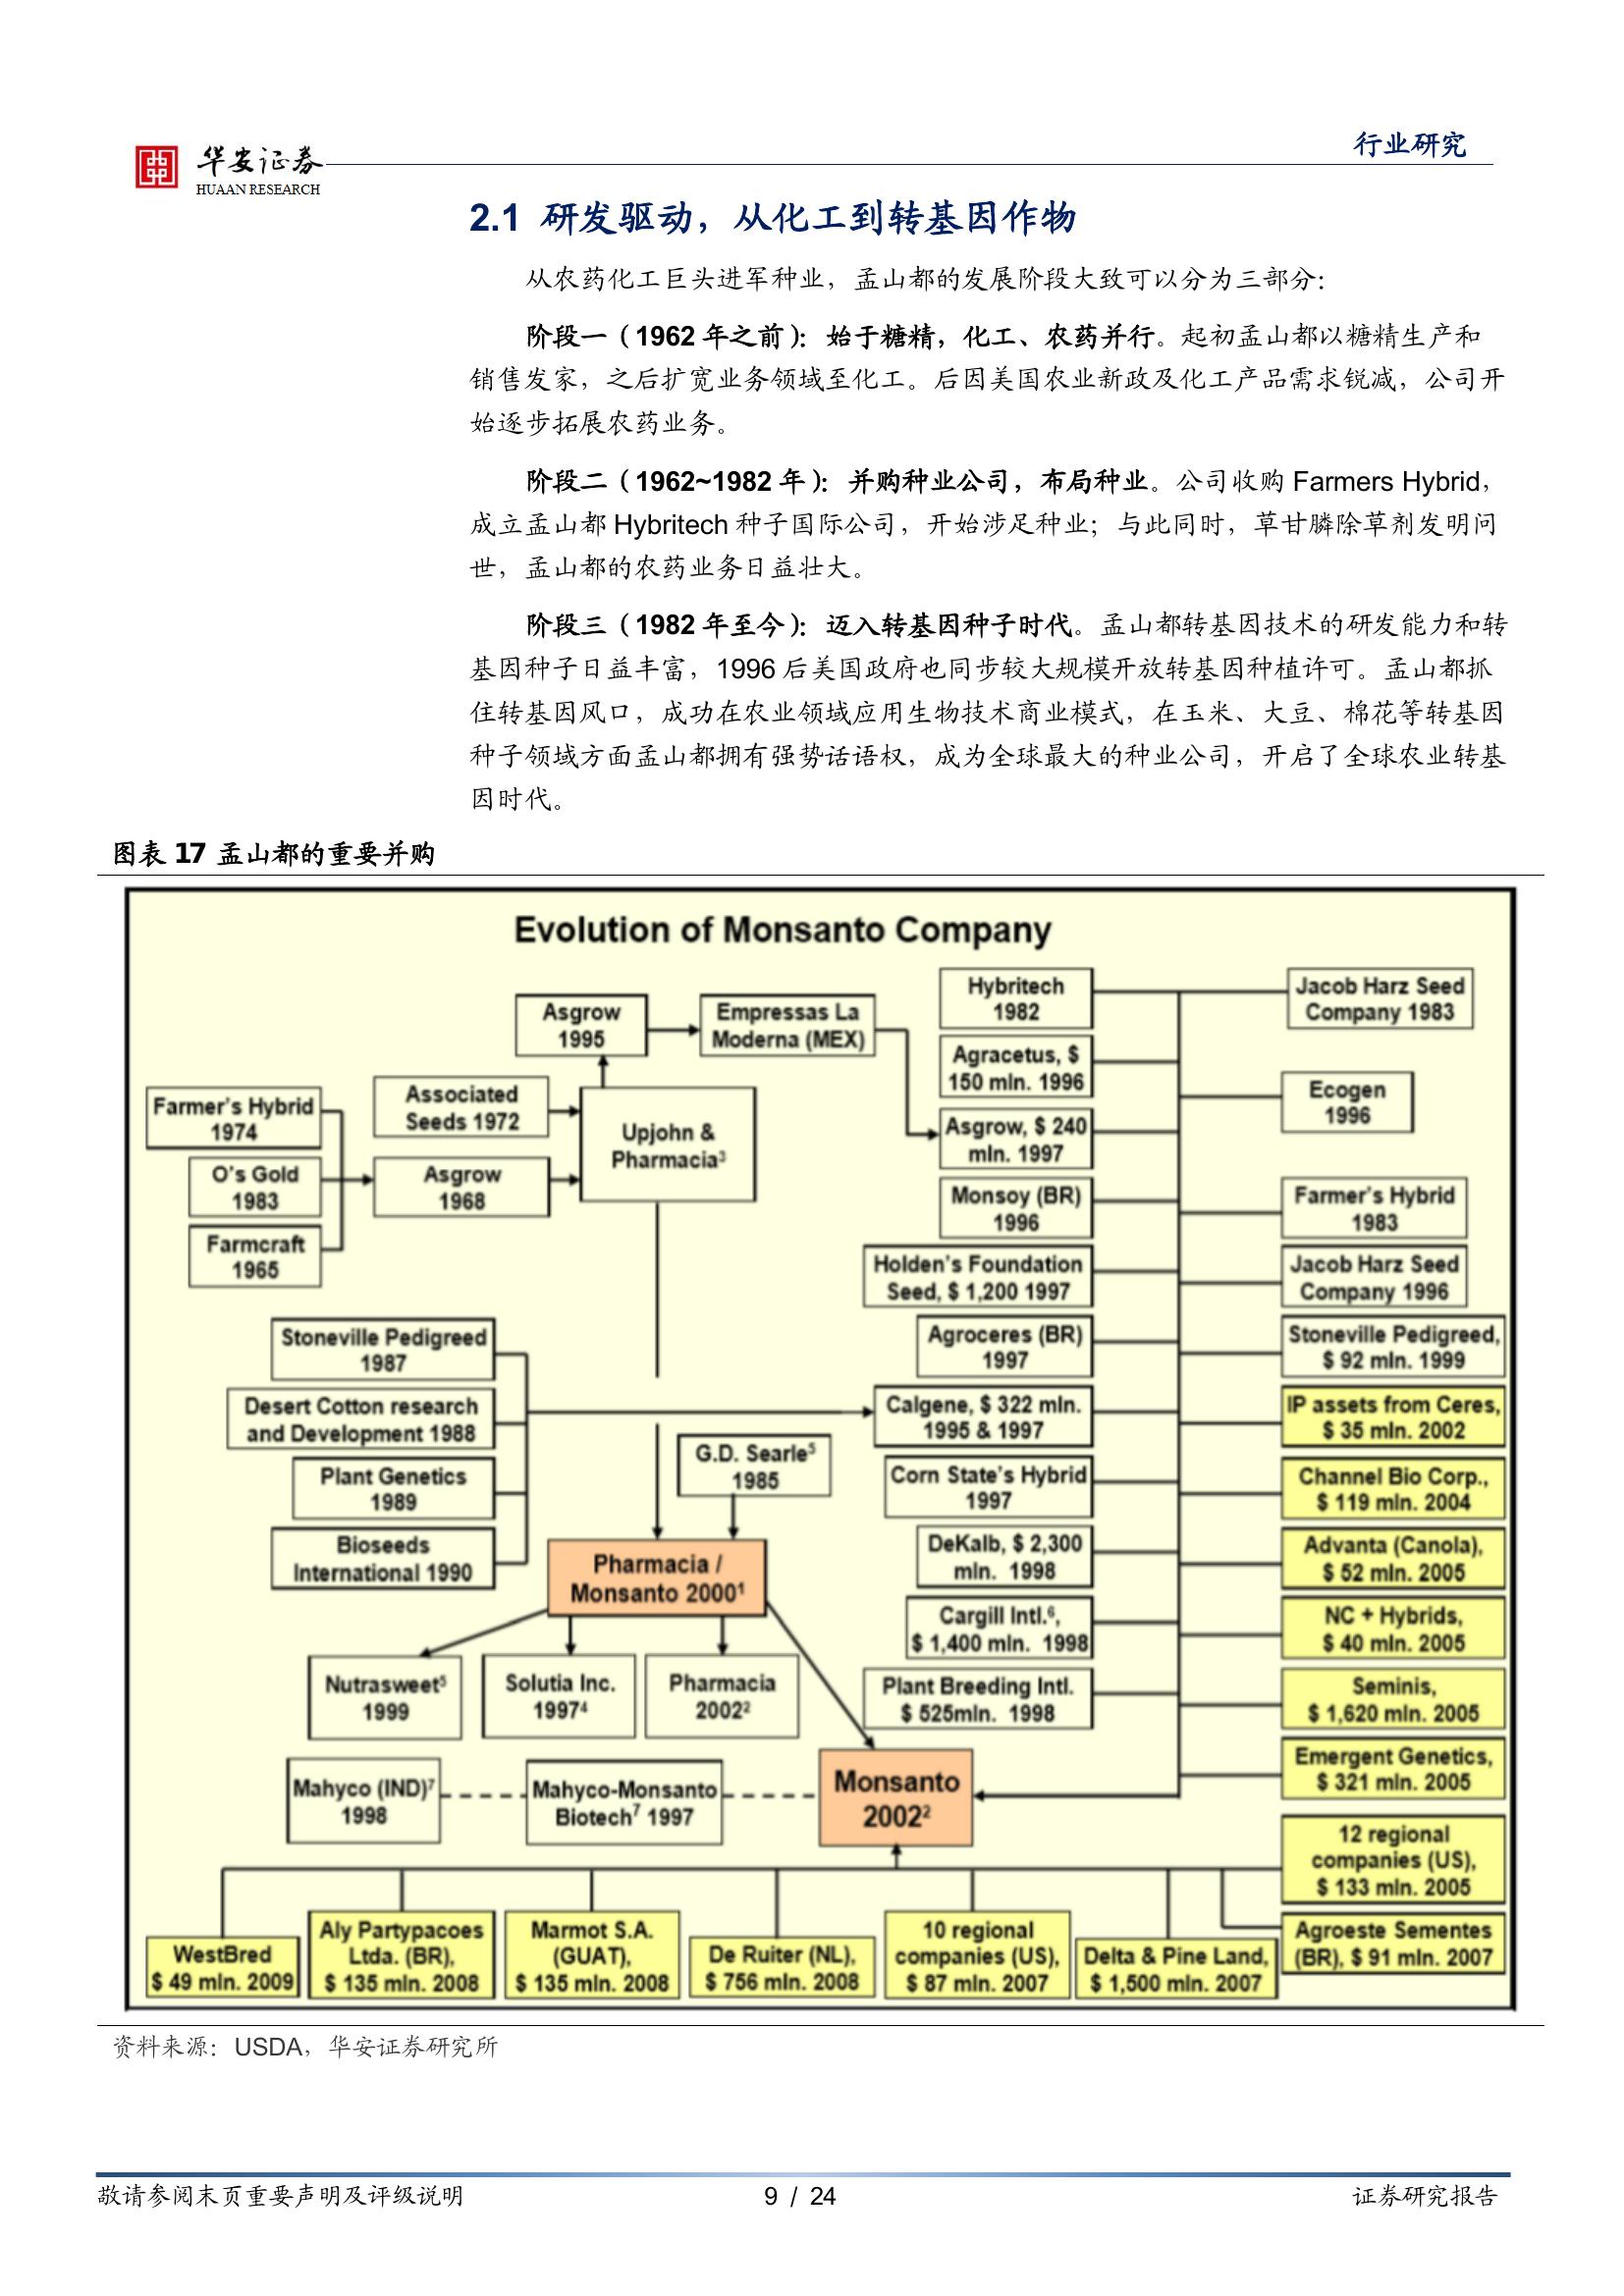 华安证券
HUAAN RESEARCH
行业研究
2.1 研发驱动，从化工到转基因作物
从农药化工巨头进军种业，孟山都的发展阶段大致可以分为三部分：
阶段一（1962 年之前）：始于糖精，化工、农药并行。起初孟山都以糖精生产和
销售发家，之后扩宽业务领域至化工。后因美国农业新政及化工产品需求锐减，公司开
始逐步拓展农药业务。
阶段二（1962~1982 年）：并购种业公司，布局种业。公司收购 Farmers Hybrid，
成立孟山都 Hybritech 种子国际公司，开始涉足种业；与此同时，草甘膦除草剂发明问
世，孟山都的农药业务日益壮大。
阶段三（1982 年至今）：迈入转基因种子时代。孟山都转基因技术的研发能力和转
基因种子日益丰富，1996 后美国政府也同步较大规模开放转基因种植许可。孟山都抓
住转基因风口，成功在农业领域应用生物技术商业模式，在玉米、大豆、棉花等转基因
种子领域方面孟山都拥有强势话语权，成为全球最大的种业公司，开启了全球农业转基
因时代。
图表 17 孟山都的重要并购
Evolution of Monsanto Company
Asgrow
1995
Empressas La
Moderna (MEX)
Farmer's Hybrid
1974
Associated
Seeds 1972
Upjohn &
Pharmacia³
O's Gold
1983
Asgrow
1968
Farmcraft
1965
Stoneville Pedigreed
1987
Desert Cotton research
and Development 1988
Plant Genetics
1989
Bioseeds
International 1990
G.D. Searle⁵
1985
Pharmacia /
Monsanto 2000¹
Nutrasweet⁵
1999
Solutia Inc.
1997⁴
Pharmacia
2002²
Mahyco (IND)⁷
1998
Mahyco-Monsanto
Biotech⁷ 1997
Monsanto
2002²
Hybritech
1982
Agracetus, $
150 mln. 1996
Asgrow, $ 240
mln. 1997
Monsoy (BR)
1996
Holden's Foundation
Seed, $ 1,200 1997
Agroceres (BR)
1997
Calgene, $ 322 mln.
1995 & 1997
Corn State's Hybrid
1997
DeKalb, $ 2,300
mln. 1998
Cargill Intl.⁶,
$ 1,400 mln. 1998
Plant Breeding Intl.
$ 525mln. 1998
Jacob Harz Seed
Company 1983
Ecogen
1996
Farmer's Hybrid
1983
Jacob Harz Seed
Company 1996
Stoneville Pedigreed,
$ 92 mln. 1999
IP assets from Ceres,
$ 35 mln. 2002
Channel Bio Corp.,
$ 119 mln. 2004
Advanta (Canola),
$ 52 mln. 2005
NC + Hybrids,
$ 40 mln. 2005
Seminis,
$ 1,620 mln. 2005
Emergent Genetics,
$ 321 mln. 2005
12 regional
companies (US),
$ 133 mln. 2005
WestBred
$ 49 mln. 2009
Aly Partypacoes
Ltda. (BR),
$ 135 mln. 2008
Marmot S.A.
(GUAT),
$ 135 mln. 2008
De Ruiter (NL),
$ 756 mln. 2008
10 regional
companies (US),
$ 87 mln. 2007
Delta & Pine Land,
$ 1,500 mln. 2007
Agroeste Sementes
(BR), $ 91 mln. 2007
资料来源：USDA，华安证券研究所
敬请参阅末页重要声明及评级说明
9 / 24
证券研究报告